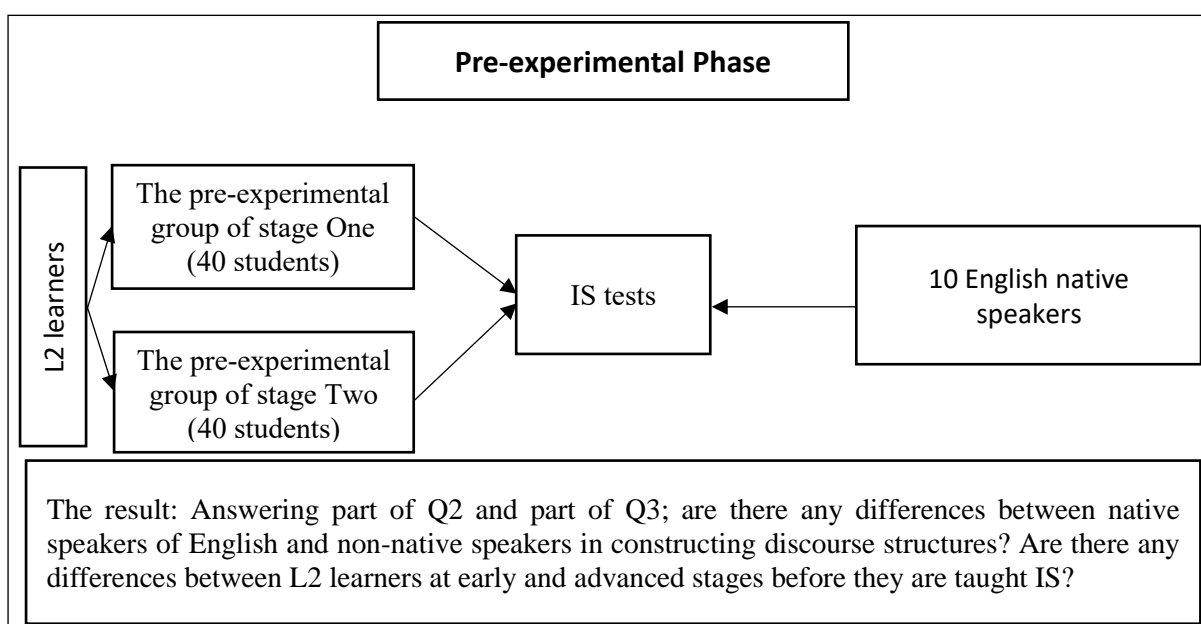 Pre-experimental Phase
L2 learners
The pre-experimental
group of stage One
(40 students)
The pre-experimental
group of stage Two
(40 students)
IS tests
10 English native
speakers
The result: Answering part of Q2 and part of Q3; are there any differences between native
speakers of English and non-native speakers in constructing discourse structures? Are there any
differences between L2 learners at early and advanced stages before they are taught IS?